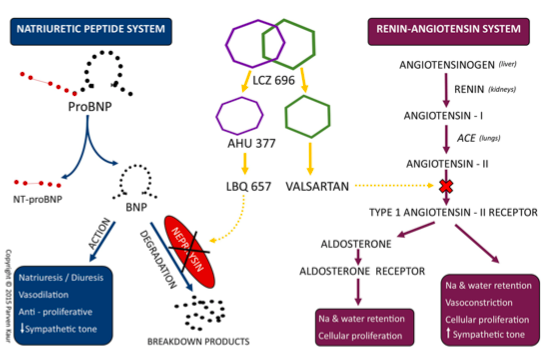 NATRIURETIC PEPTIDE SYSTEM
ProBNP
NT-proBNP
BNP
ACTION
DEGRADATION
NEPRILYSIN
Natriuresis / Diuresis
Vasodilation
Anti - proliferative
↓Sympathetic tone
BREAKDOWN PRODUCTS
Copyright © 2015 Parveen Kaur
LCZ 696
AHU 377
LBQ 657
VALSARTAN
RENIN-ANGIOTENSIN SYSTEM
ANGIOTENSINOGEN (liver)
RENIN (kidneys)
ANGIOTENSIN - I
ACE (lungs)
ANGIOTENSIN - II
TYPE 1 ANGIOTENSIN - II RECEPTOR
ALDOSTERONE
ALDOSTERONE RECEPTOR
Na & water retention
Cellular proliferation
Na & water retention
Vasoconstriction
Cellular proliferation
↑ Sympathetic tone